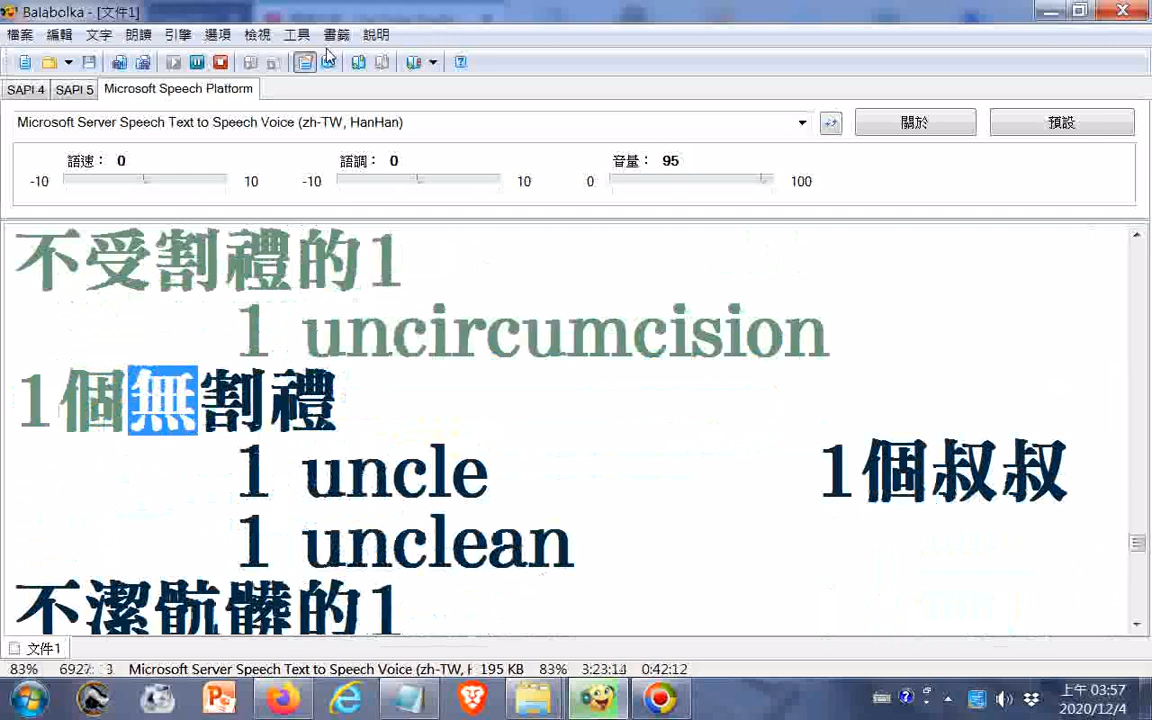 Balabolka - [文件1]
檔案 編輯 文字 朗讀 引擎 選項 檢視 工具 書籤 說明
SAPI 4 SAPI 5 Microsoft Speech Platform
Microsoft Server Speech Text to Speech Voice (zh-TW, HanHan) 關於 預設
語速： 0 語調： 0 音量： 95
-10 10 -10 10 0 100
不受割禮的1
1 uncircumcision
1個無割禮
1 uncle 1個叔叔
1 unclean
不潔骯髒的1
文件1
83% Microsoft Server Speech Text to Speech Voice (zh-TW, 195 KB 83% 3:23:14 0:42:12
上午 03:57
2020/12/4